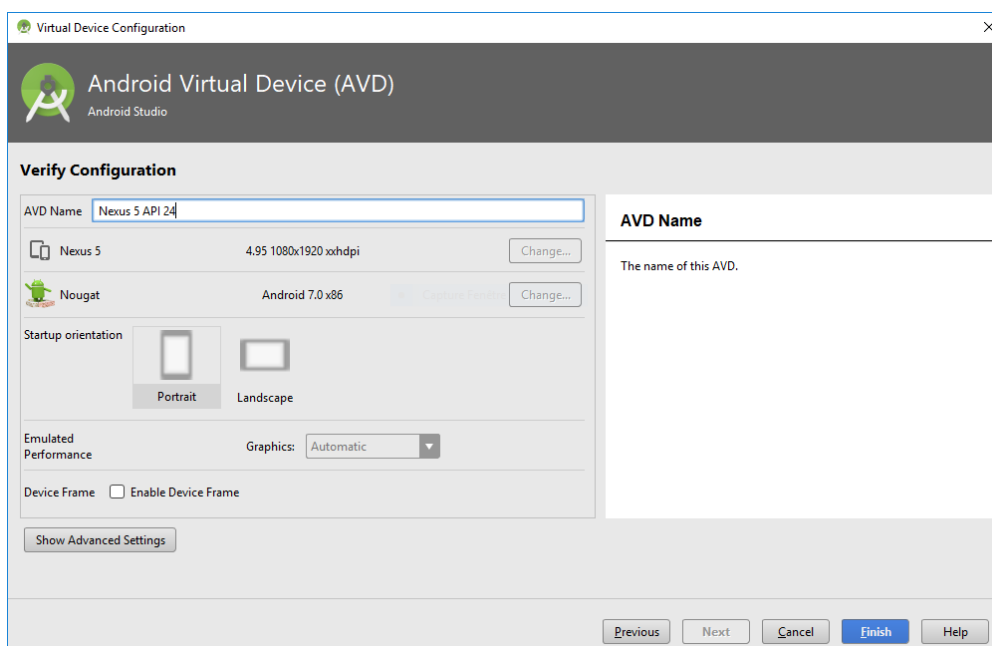 Virtual Device Configuration
Android Virtual Device (AVD)
Android Studio
Verify Configuration
AVD Name Nexus 5 API 24
Nexus 5 4.95 1080x1920 xxhdpi Change...
Nougat Android 7.0 x86 Change...
Startup orientation
Portrait Landscape
Emulated
Performance
Graphics: Automatic
Device Frame Enable Device Frame
Show Advanced Settings
AVD Name
The name of this AVD.
Previous Next Cancel Finish Help